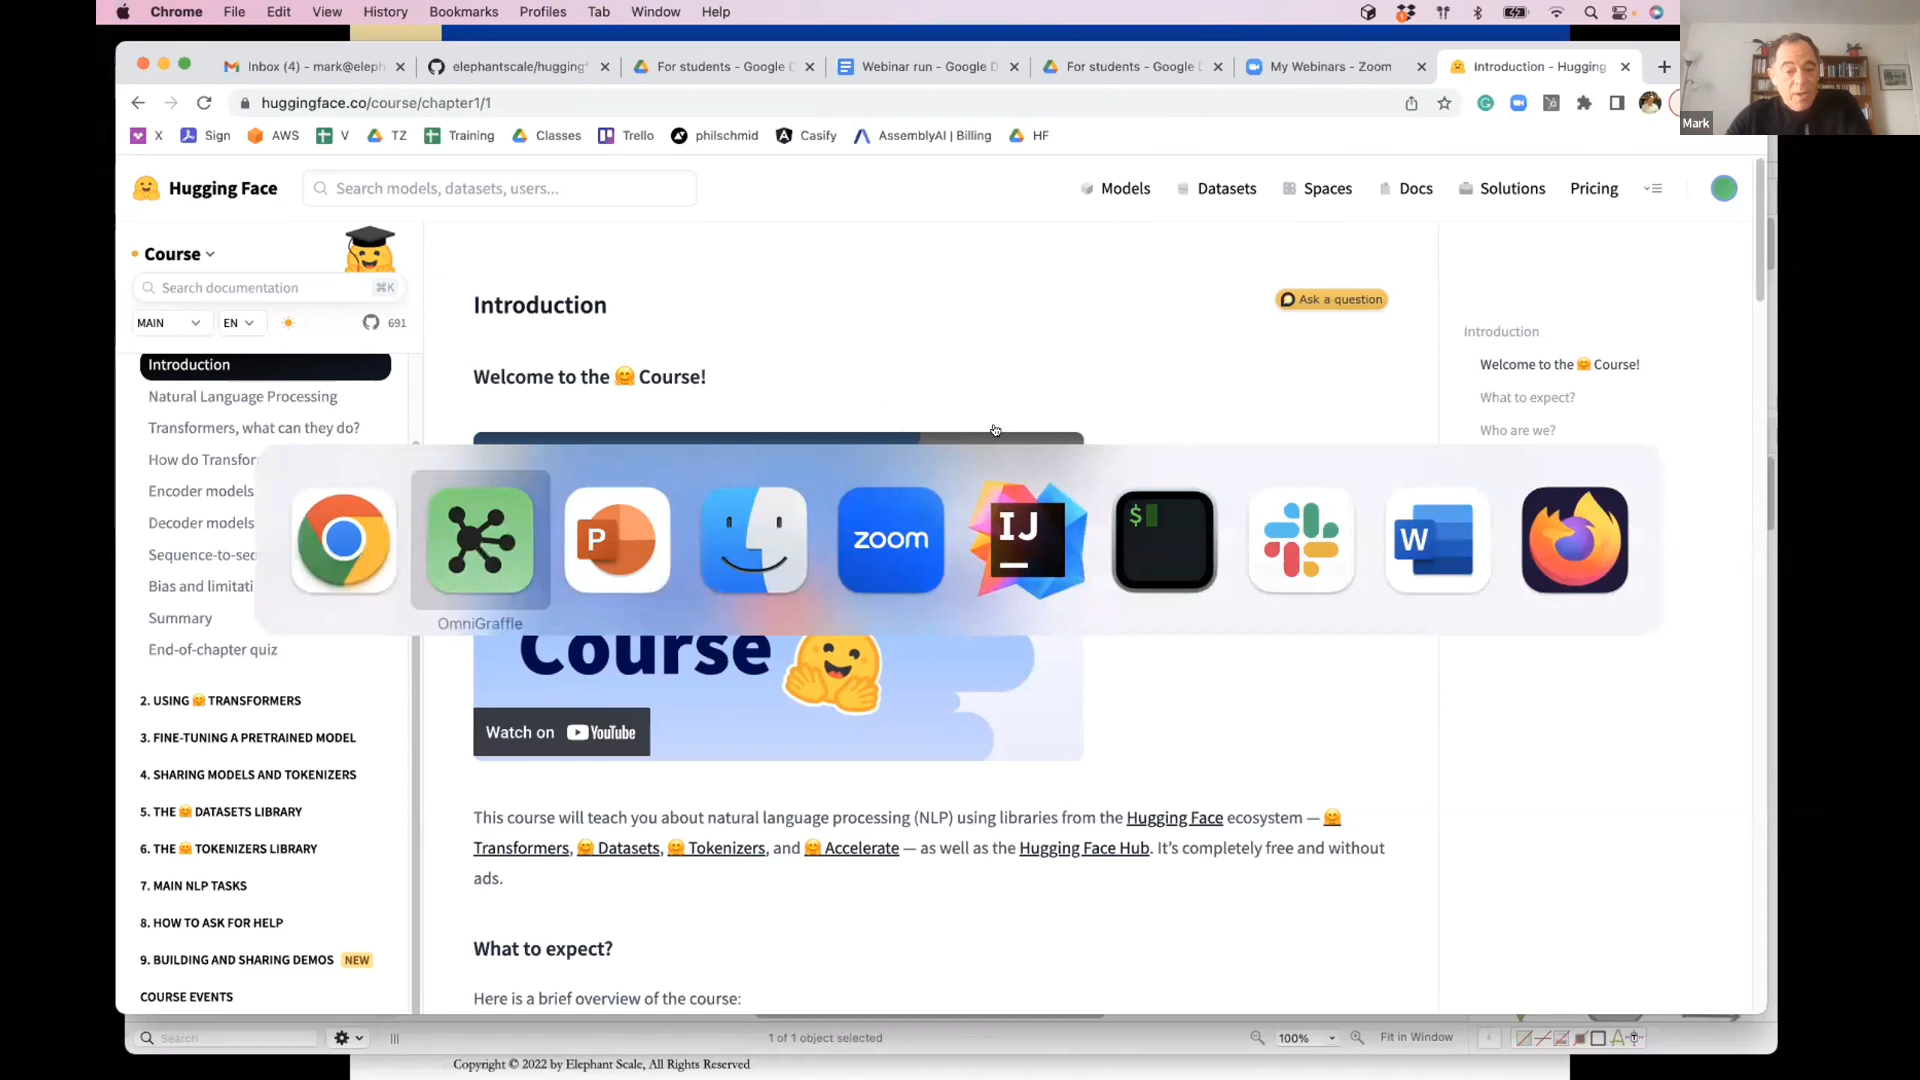 Chrome File Edit View History Bookmarks Profiles Tab Window Help
Inbox (4) - mark@eleph
elephantscale/hugging
For students - Google D
Webinar run - Google D
For students - Google D
My Webinars - Zoom
Introduction - Hugging
huggingface.co/course/chapter1/1
X Sign AWS V TZ Training Classes Trello philschmid Casify AssemblyAI | Billing HF
Mark
Hugging Face
Search models, datasets, users...
Models Datasets Spaces Docs Solutions Pricing
Course
Search documentation ⌘K
MAIN EN 691
Introduction
Natural Language Processing
Transformers, what can they do?
How do Transfor
Encoder models
Decoder models
Sequence-to-sec
Bias and limitati
Summary
End-of-chapter quiz
2. USING 🤗 TRANSFORMERS
3. FINE-TUNING A PRETRAINED MODEL
4. SHARING MODELS AND TOKENIZERS
5. THE 🤗 DATASETS LIBRARY
6. THE 🤗 TOKENIZERS LIBRARY
7. MAIN NLP TASKS
8. HOW TO ASK FOR HELP
9. BUILDING AND SHARING DEMOS NEW
COURSE EVENTS
Introduction
Ask a question
Welcome to the 🤗 Course!
P
zoom
IJ
$
W
OmniGraffle
Course
Watch on YouTube
This course will teach you about natural language processing (NLP) using libraries from the Hugging Face ecosystem — 🤗
Transformers, 🤗 Datasets, 🤗 Tokenizers, and 🤗 Accelerate — as well as the Hugging Face Hub. It's completely free and without
ads.
What to expect?
Here is a brief overview of the course:
Introduction
Welcome to the 🤗 Course!
What to expect?
Who are we?
Search
1 of 1 object selected
100%
Fit in Window
Copyright © 2022 by Elephant Scale, All Rights Reserved